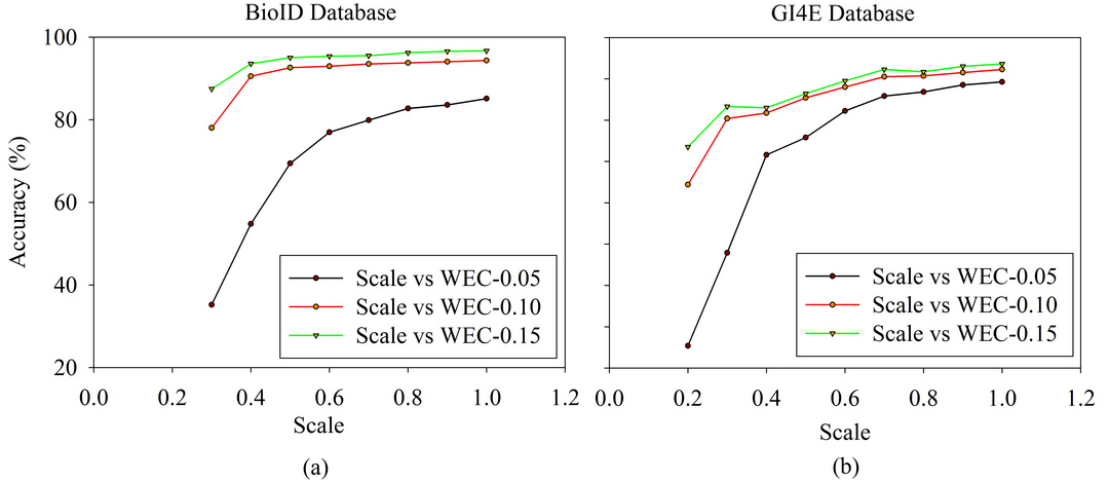 BioID Database
GI4E Database
Accuracy (%)
100
80
60
40
20
Scale vs WEC-0.05
Scale vs WEC-0.10
Scale vs WEC-0.15
0.0 0.2 0.4 0.6 0.8 1.0 1.2
Scale
(a)
Scale vs WEC-0.05
Scale vs WEC-0.10
Scale vs WEC-0.15
0.0 0.2 0.4 0.6 0.8 1.0 1.2
Scale
(b)